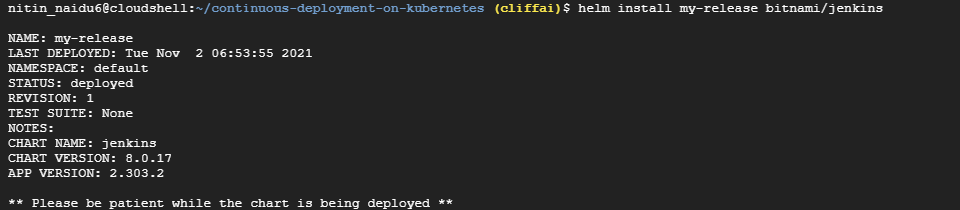 nitin_naidu6@cloudshell:~/continuous-deployment-on-kubernetes (cliffai)$ helm install my-release bitnami/jenkins
NAME: my-release
LAST DEPLOYED: Tue Nov  2 06:53:55 2021
NAMESPACE: default
STATUS: deployed
REVISION: 1
TEST SUITE: None
NOTES:
CHART NAME: jenkins
CHART VERSION: 8.0.17
APP VERSION: 2.303.2
** Please be patient while the chart is being deployed **